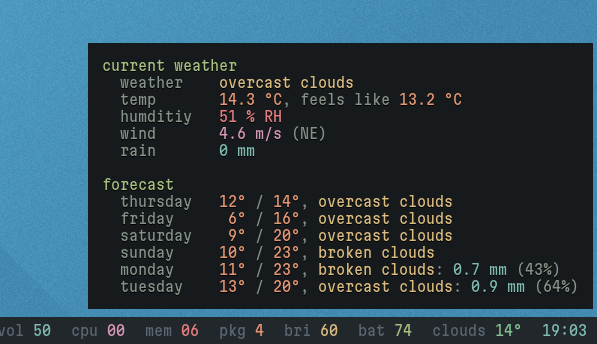 current weather
weather overcast clouds
temp 14.3 °C, feels like 13.2 °C
humditiy 51 % RH
wind 4.6 m/s (NE)
rain 0 mm
forecast
thursday 12° / 14°, overcast clouds
friday 6° / 16°, overcast clouds
saturday 9° / 20°, overcast clouds
sunday 10° / 23°, broken clouds
monday 11° / 23°, broken clouds: 0.7 mm (43%)
tuesday 13° / 20°, overcast clouds: 0.9 mm (64%)
vol 50 cpu 00 mem 06 pkg 4 bri 60 bat 74 clouds 14° 19:03